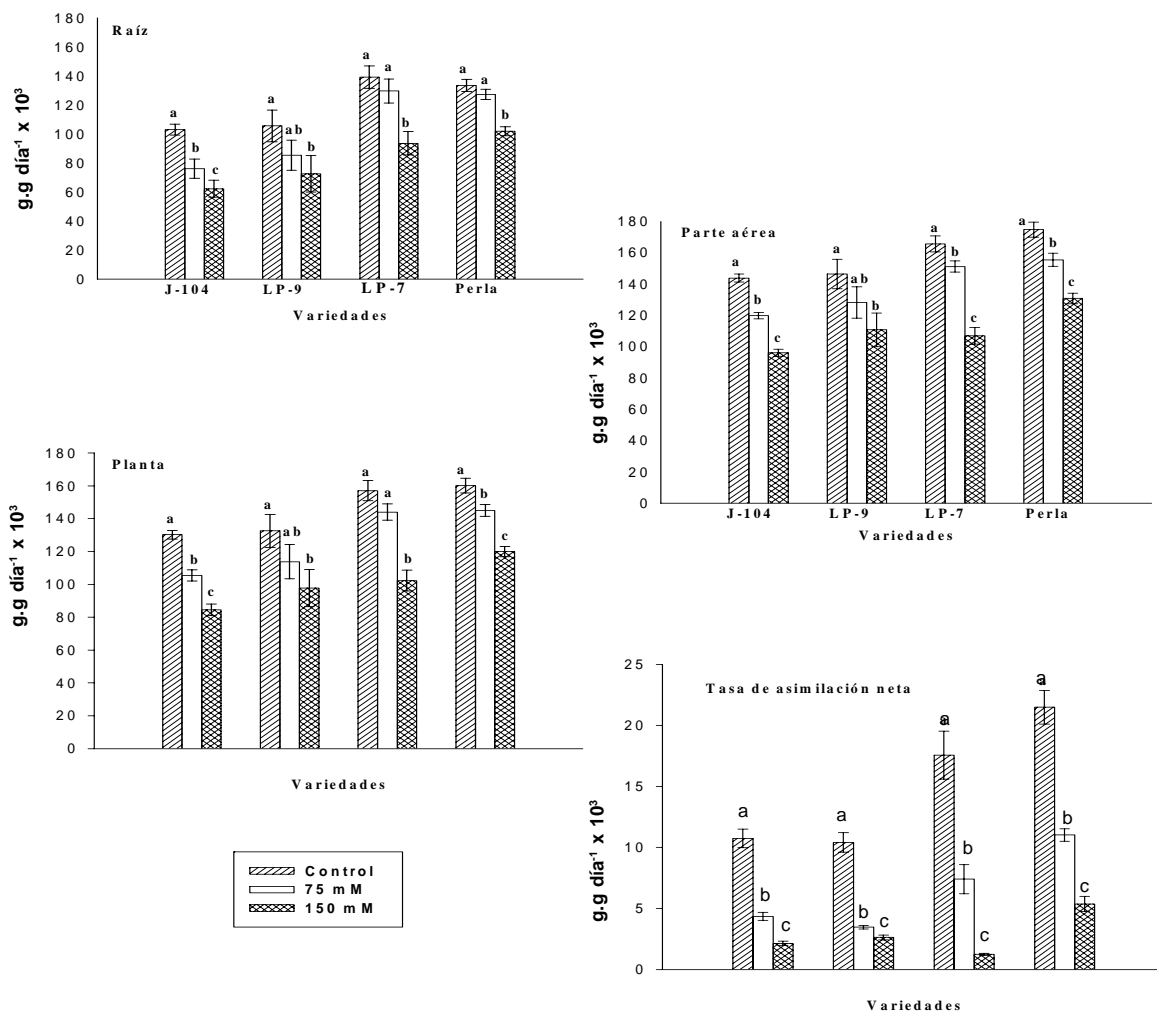 Raíz
g.g día-1 x 10³
180
160
140
120
100
80
60
40
20
0
a
b
c
a
ab
b
a
a
b
a
a
b
J-104 LP-9 LP-7 Perla
Variedades
Parte aérea
g.g día-1 x 10³
180
160
140
120
100
80
60
40
20
0
a
b
c
a
ab
b
a
b
c
a
b
c
J-104 LP-9 LP-7 Perla
Variedades
Planta
g.g día-1 x 10³
180
160
140
120
100
80
60
40
20
0
a
b
c
a
ab
b
a
a
b
a
b
c
Variedades
Control
75 mM
150 mM
Tasa de asimilación neta
g.g día-1 x 10³
25
20
15
10
5
0
a
b
c
a
b
c
a
b
c
a
b
c
Variedades